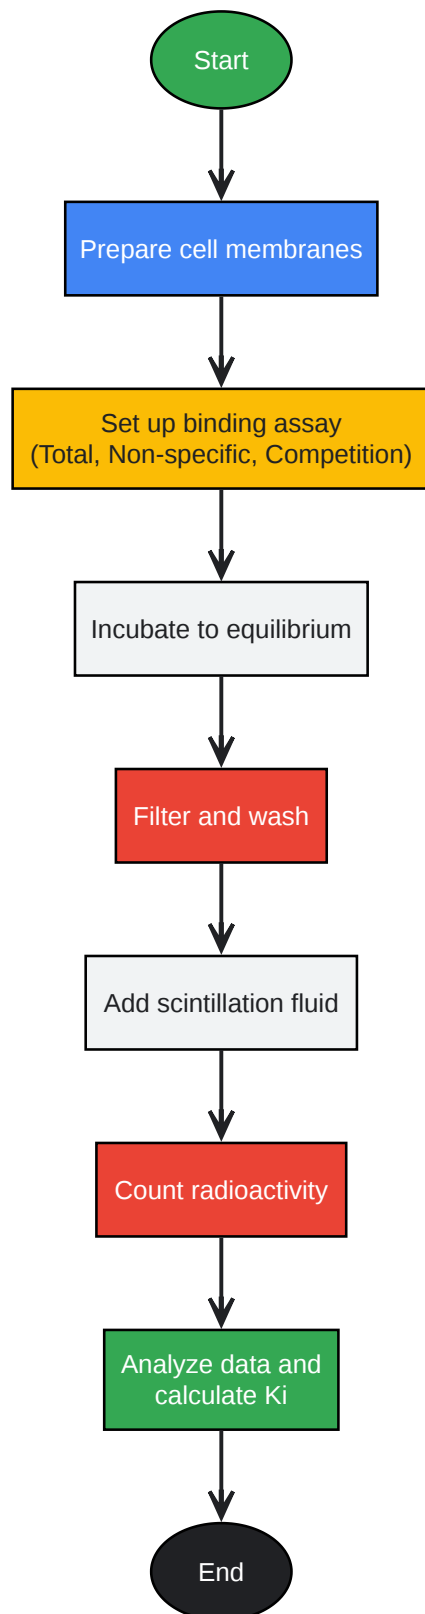 Start
Prepare cell membranes
Set up binding assay
(Total, Non-specific, Competition)
Incubate to equilibrium
Filter and wash
Add scintillation fluid
Count radioactivity
Analyze data and
calculate Ki
End